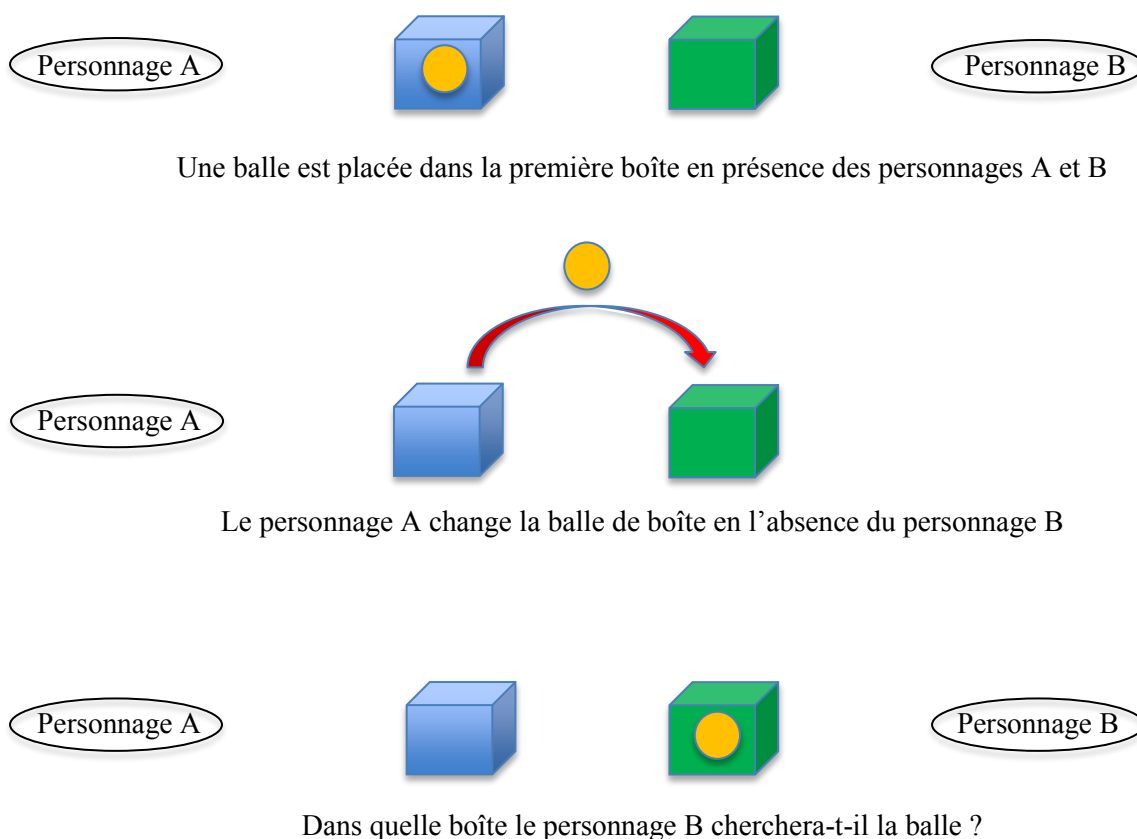 Personnage A
Personnage B
Une balle est placée dans la première boîte en présence des personnages A et B
Personnage A
Le personnage A change la balle de boîte en l’absence du personnage B
Personnage A
Personnage B
Dans quelle boîte le personnage B cherchera-t-il la balle ?